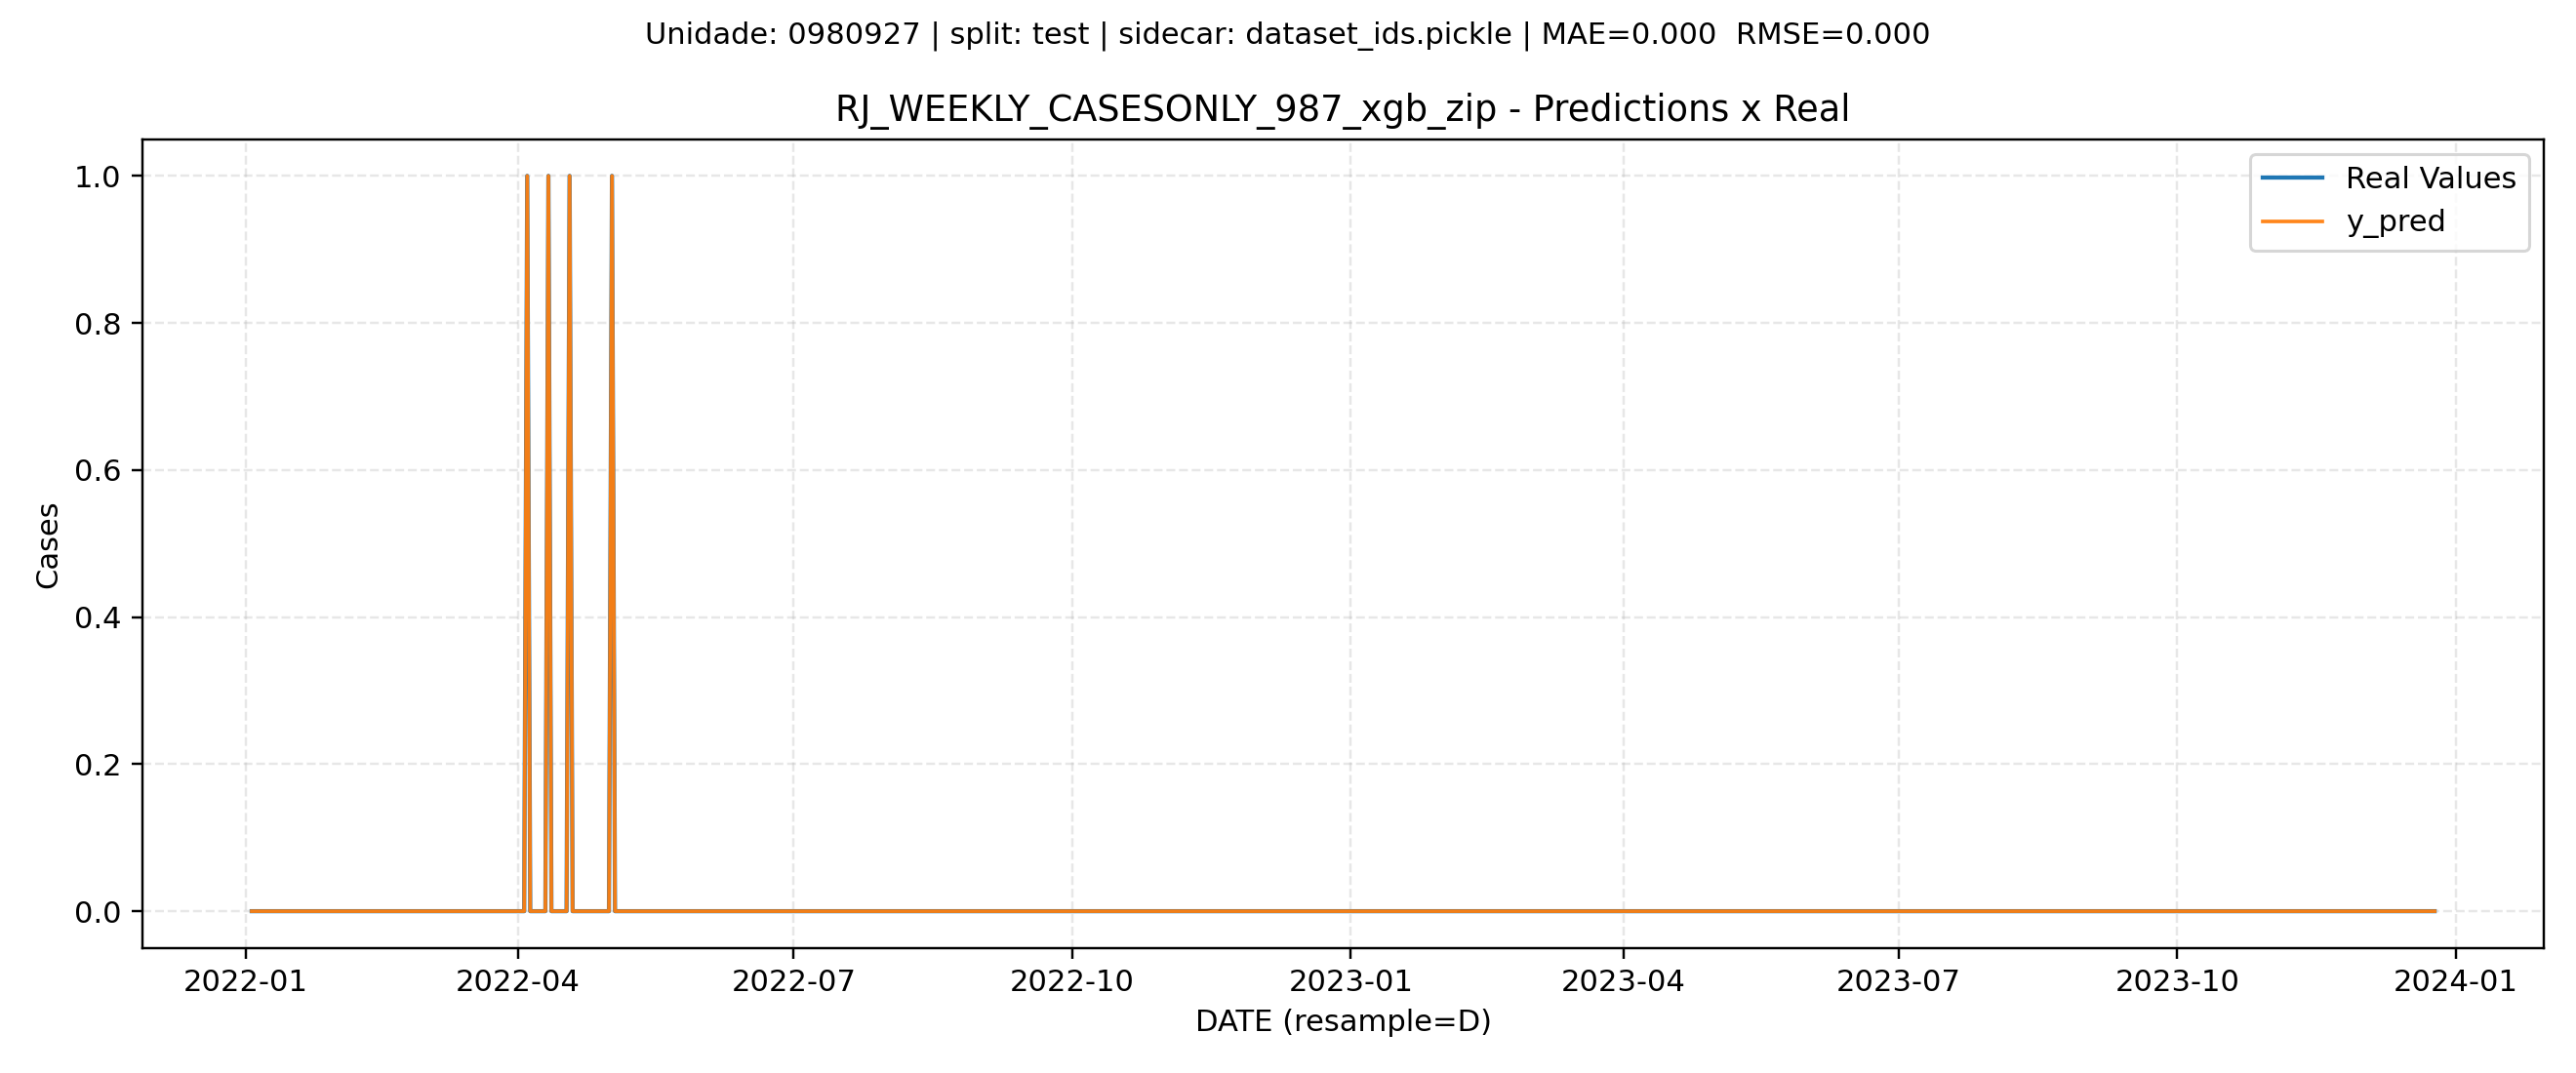 Unidade: 0980927 | split: test | sidecar: dataset_ids.pickle | MAE=0.000  RMSE=0.000
RJ_WEEKLY_CASESONLY_987_xgb_zip - Predictions x Real
Real Values
y_pred
1.0
0.8
0.6
0.4
0.2
0.0
Cases
2022-01 2022-04 2022-07 2022-10 2023-01 2023-04 2023-07 2023-10 2024-01
DATE (resample=D)